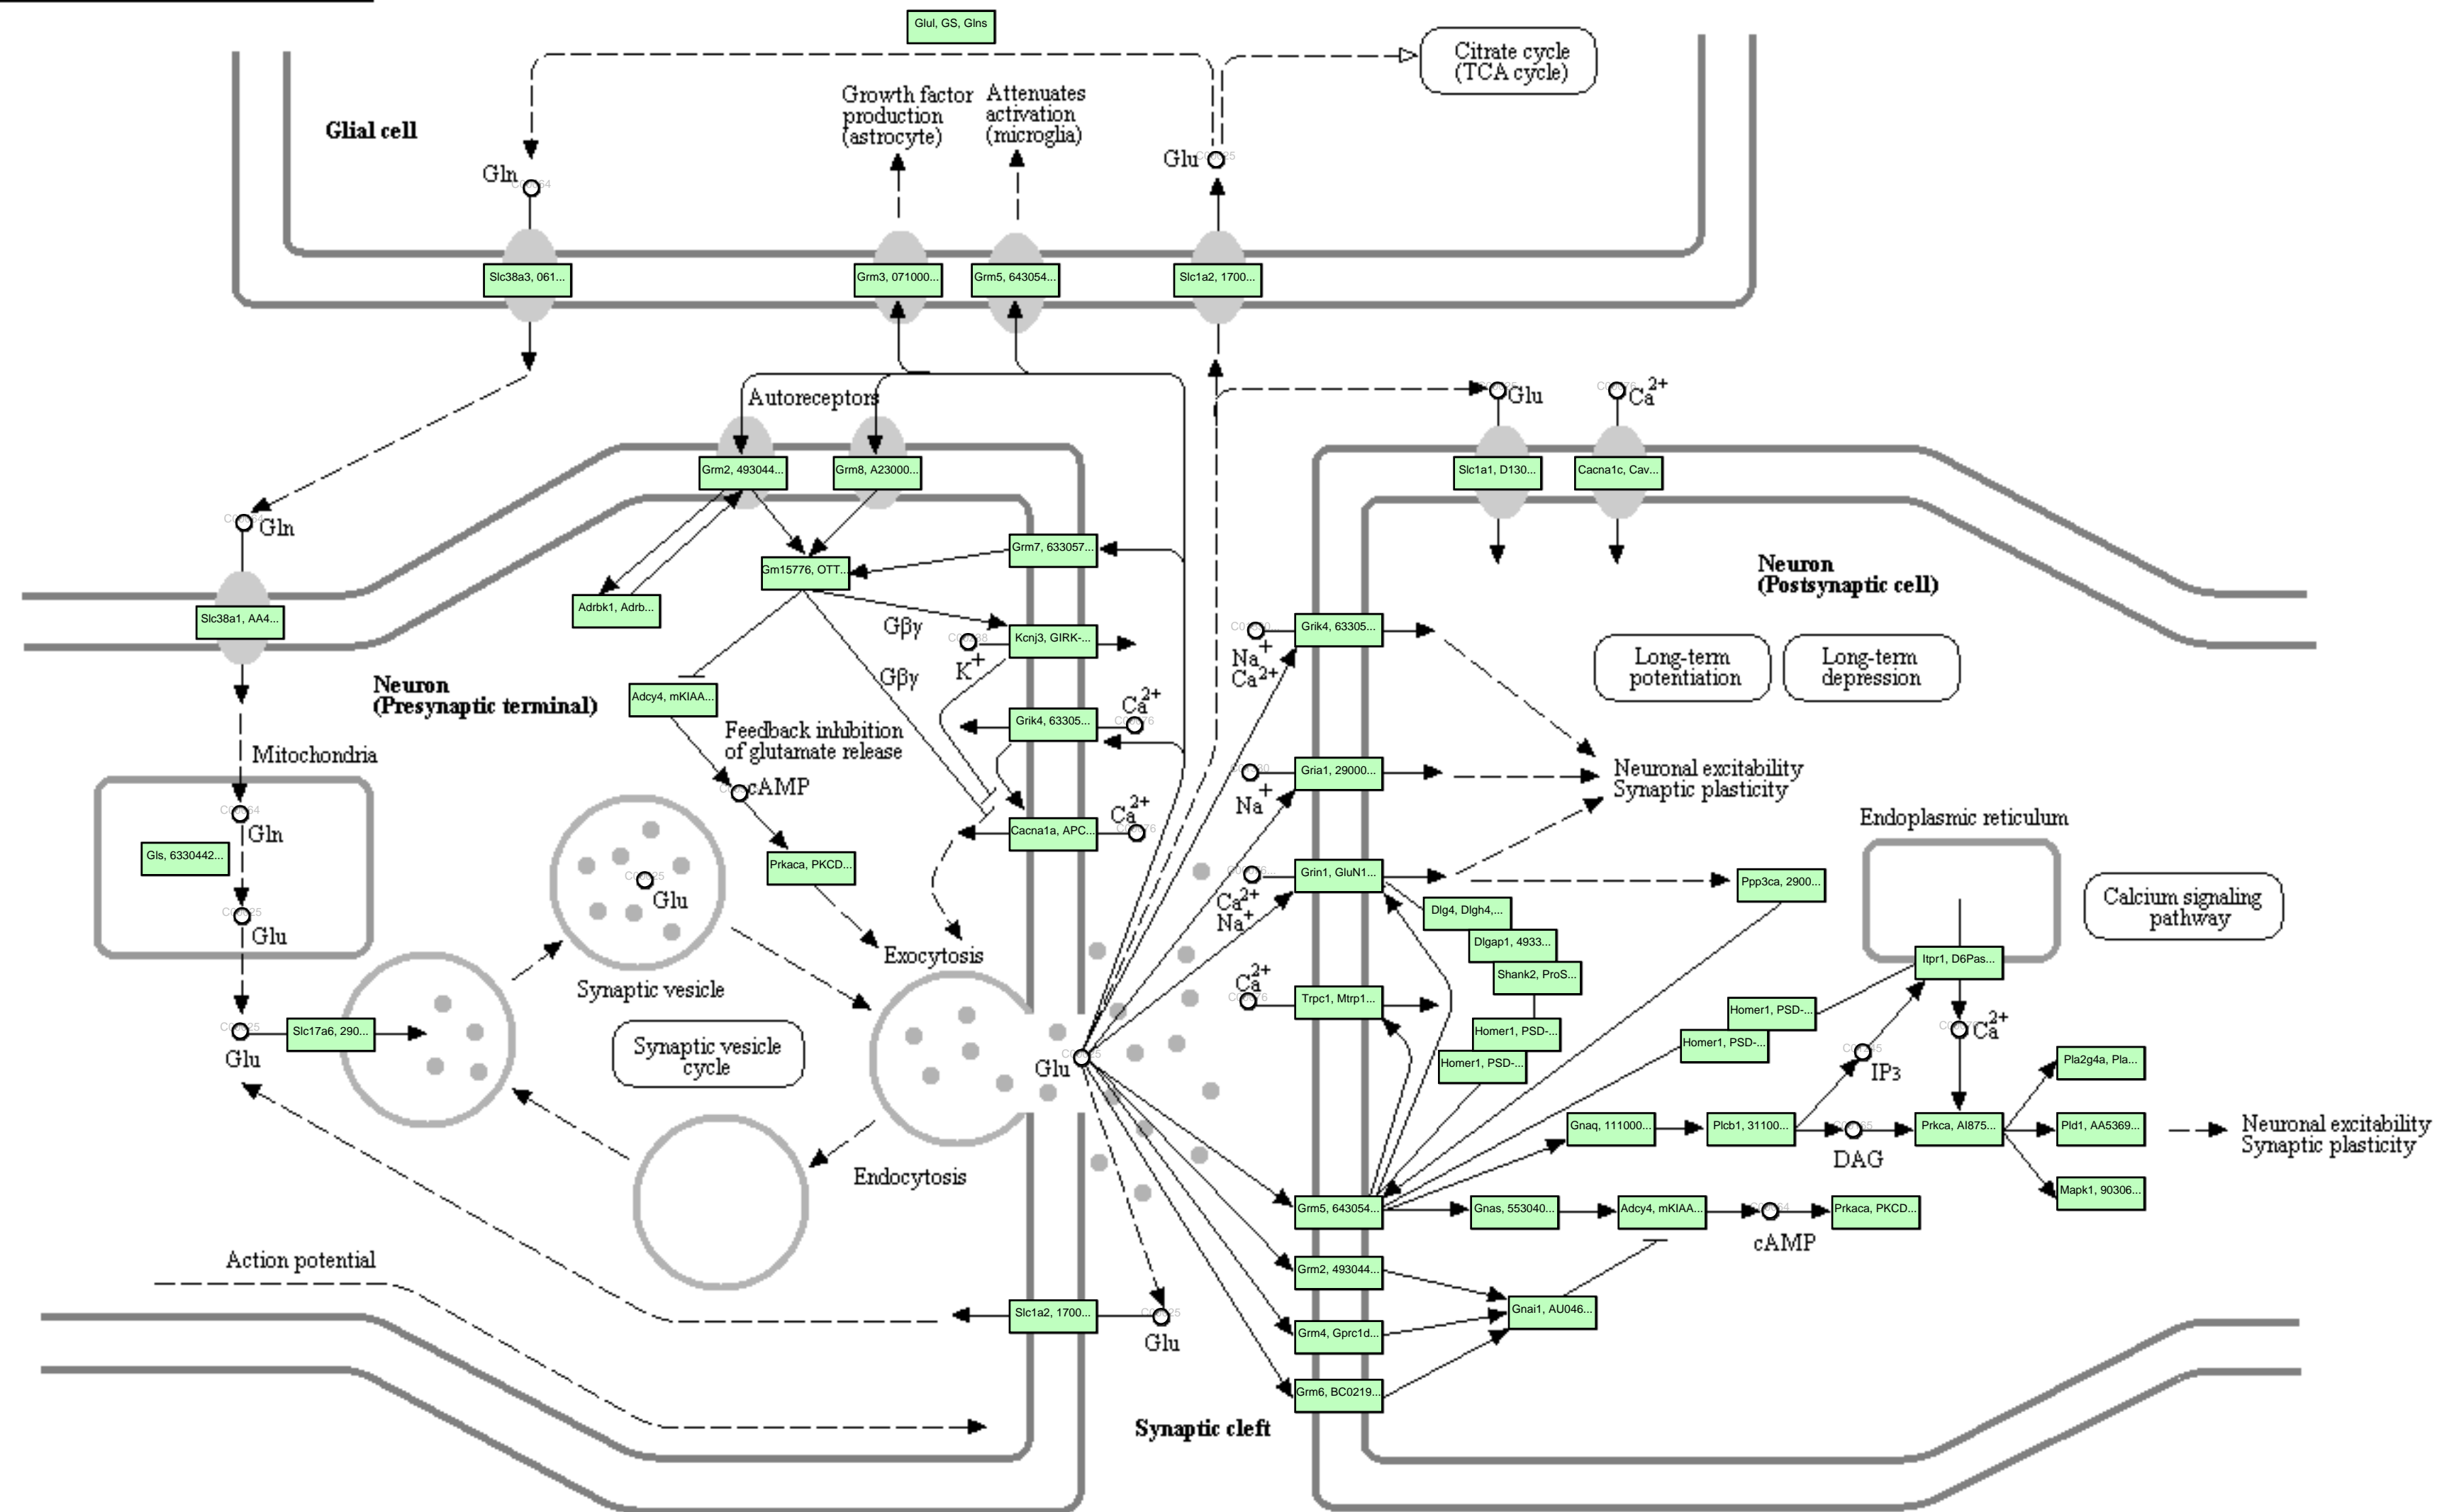 Glul, GS, Glns
Citrate cycle
(TCA cycle)
Growth factor
production
(astrocyte)
Attenuates
activation
(microglia)
Glial cell
Glu
Gln
Slc38a3, 061...
Grm3, 071000...
Grm5, 643054...
Slc1a2, 1700...
Autoreceptors
Glu
Ca2+
Grm2, 493044...
Grm8, A23000...
Slc1a1, D130...
Cacna1c, Cav...
Gln
Grm7, 633057...
Gm15776, OTT...
Neuron
(Postsynaptic cell)
Adrbk1, Adrb...
Slc38a1, AA4...
Gβγ
Kcnj3, GIRK-...
K+
Grik4, 63305...
Na+
Ca2+
Long-term
potentiation
Long-term
depression
Gβγ
Neuron
(Presynaptic terminal)
Adcy4, mKIAA...
Ca2+
Grik4, 63305...
Feedback inhibition
of glutamate release
Mitochondria
cAMP
Gria1, 29000...
Na+
Neuronal excitability
Synaptic plasticity
Gln
Ca2+
Cacna1a, APC...
Endoplasmic reticulum
Gls, 6330442...
Prkaca, PKCD...
Glu
Grin1, GluN1...
Ca2+
Na+
Ppp3ca, 2900...
Dlg4, Dlgh4,...
Calcium signaling
pathway
Glu
Dlgap1, 4933...
Exocytosis
Itpr1, D6Pas...
Shank2, ProS...
Synaptic vesicle
Ca2+
Trpc1, Mtrp1...
Homer1, PSD-...
Homer1, PSD-...
Ca2+
Slc17a6, 290...
Glu
Synaptic vesicle
cycle
Homer1, PSD-...
Homer1, PSD-...
Glu
IP3
Pla2g4a, Pla...
Gnaq, 111000...
Plcb1, 31100...
DAG
Prkca, AI875...
Pld1, AA5369...
Neuronal excitability
Synaptic plasticity
Endocytosis
Mapk1, 90306...
Grm5, 643054...
Gnas, 553040...
Adcy4, mKIAA...
cAMP
Prkaca, PKCD...
Action potential
Grm2, 493044...
Slc1a2, 1700...
Glu
Gnai1, AU046...
Grm4, Gprc1d...
Grm6, BC0219...
Synaptic cleft